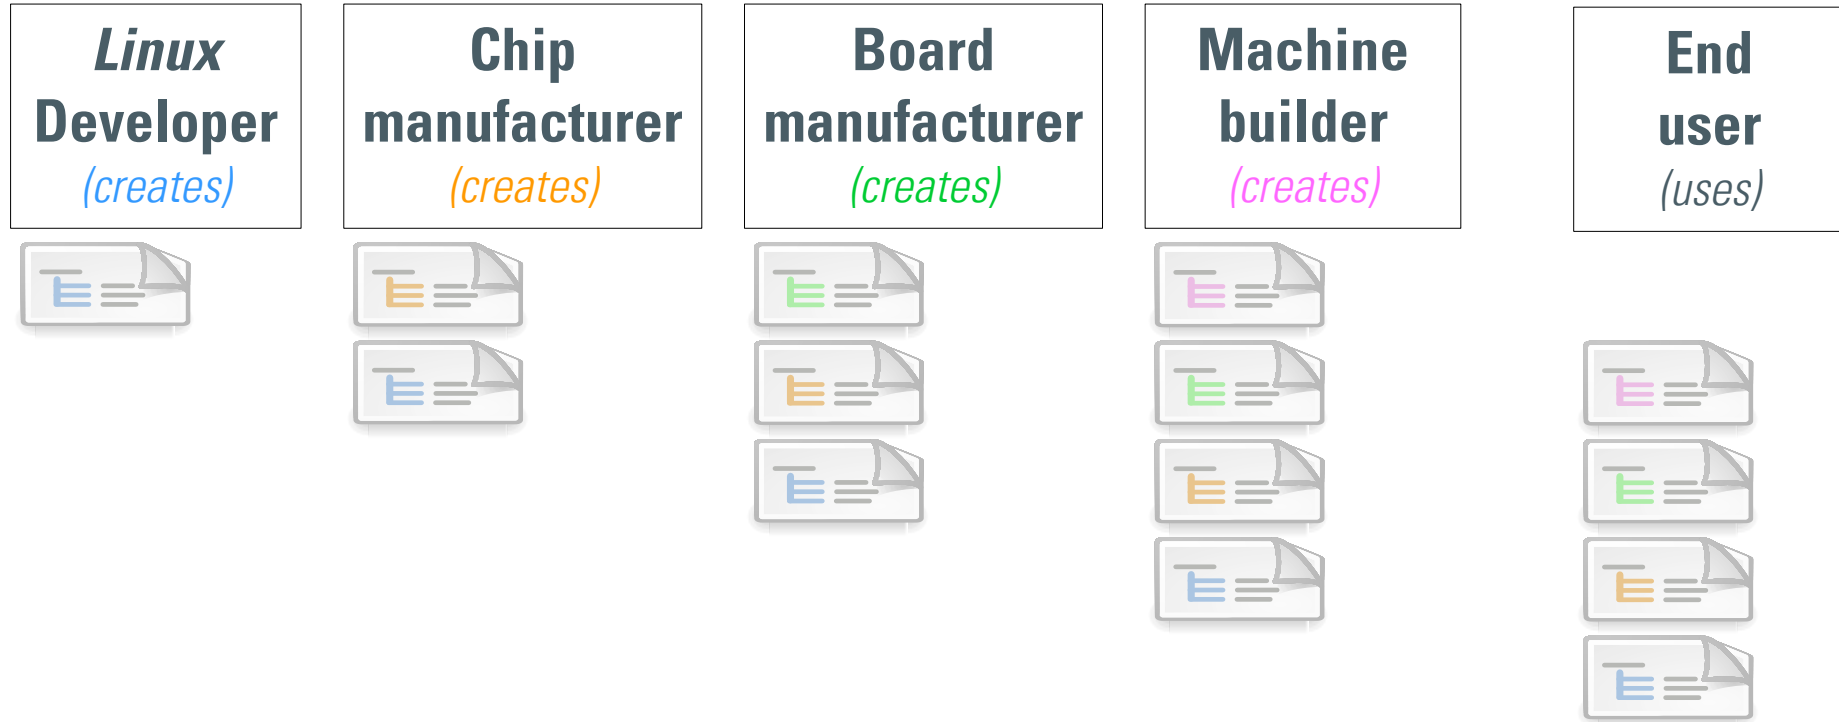 Linux
Developer
(creates)
Chip
manufacturer
(creates)
Board
manufacturer
(creates)
Machine
builder
(creates)
End
user
(uses)